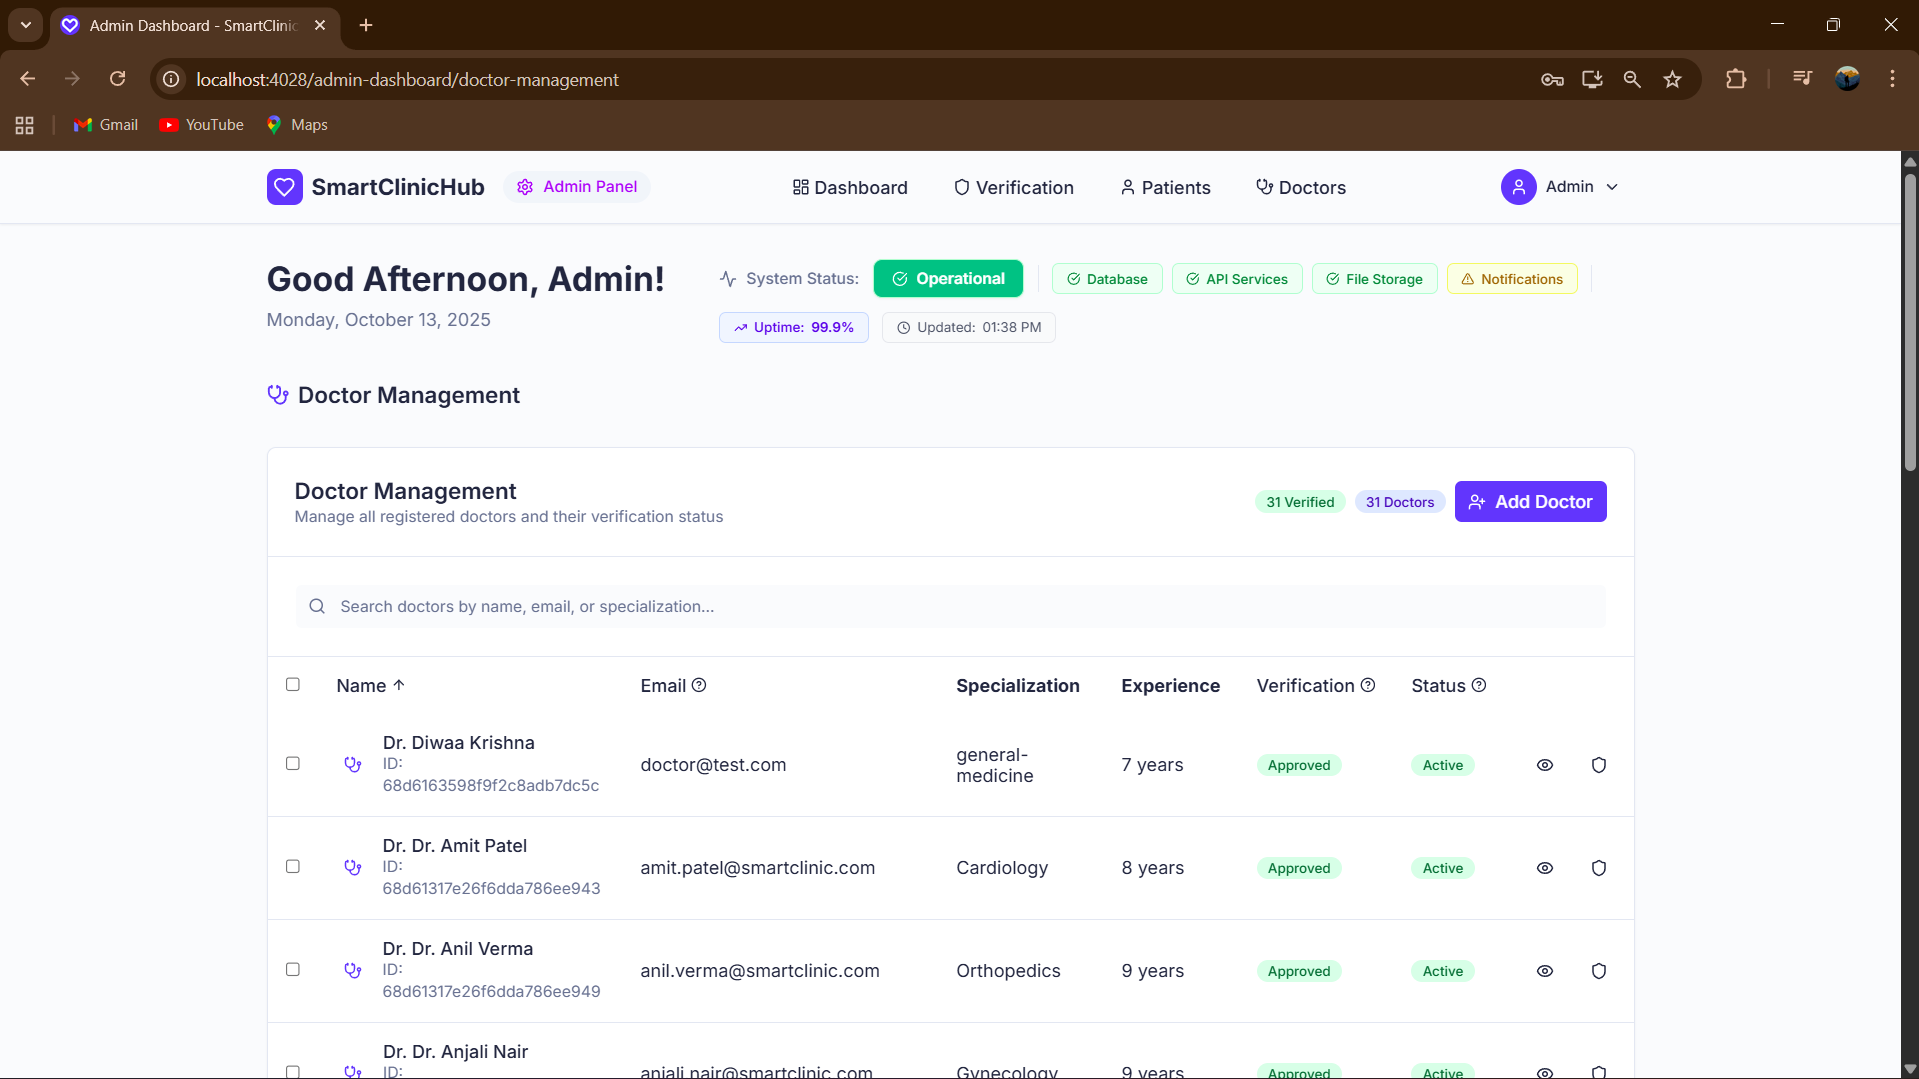 Admin Dashboard - SmartClinic
localhost:4028/admin-dashboard/doctor-management
Gmail YouTube Maps
SmartClinicHub Admin Panel Dashboard Verification Patients Doctors Admin
Good Afternoon, Admin!
Monday, October 13, 2025
System Status: Operational Database API Services File Storage Notifications
Uptime: 99.9% Updated: 01:38 PM
Doctor Management
Doctor Management
Manage all registered doctors and their verification status
31 Verified 31 Doctors Add Doctor
Search doctors by name, email, or specialization...
Name Email Specialization Experience Verification Status
Dr. Diwaa Krishna
ID:
68d6163598f9f2c8adb7dc5c
doctor@test.com
general-
medicine
7 years
Approved
Active
Dr. Dr. Amit Patel
ID:
68d61317e26f6dda786ee943
amit.patel@smartclinic.com
Cardiology
8 years
Approved
Active
Dr. Dr. Anil Verma
ID:
68d61317e26f6dda786ee949
anil.verma@smartclinic.com
Orthopedics
9 years
Approved
Active
Dr. Dr. Anjali Nair
ID:
anjali.nair@smartclinic.com
Gynecology
9 years
Approved
Active